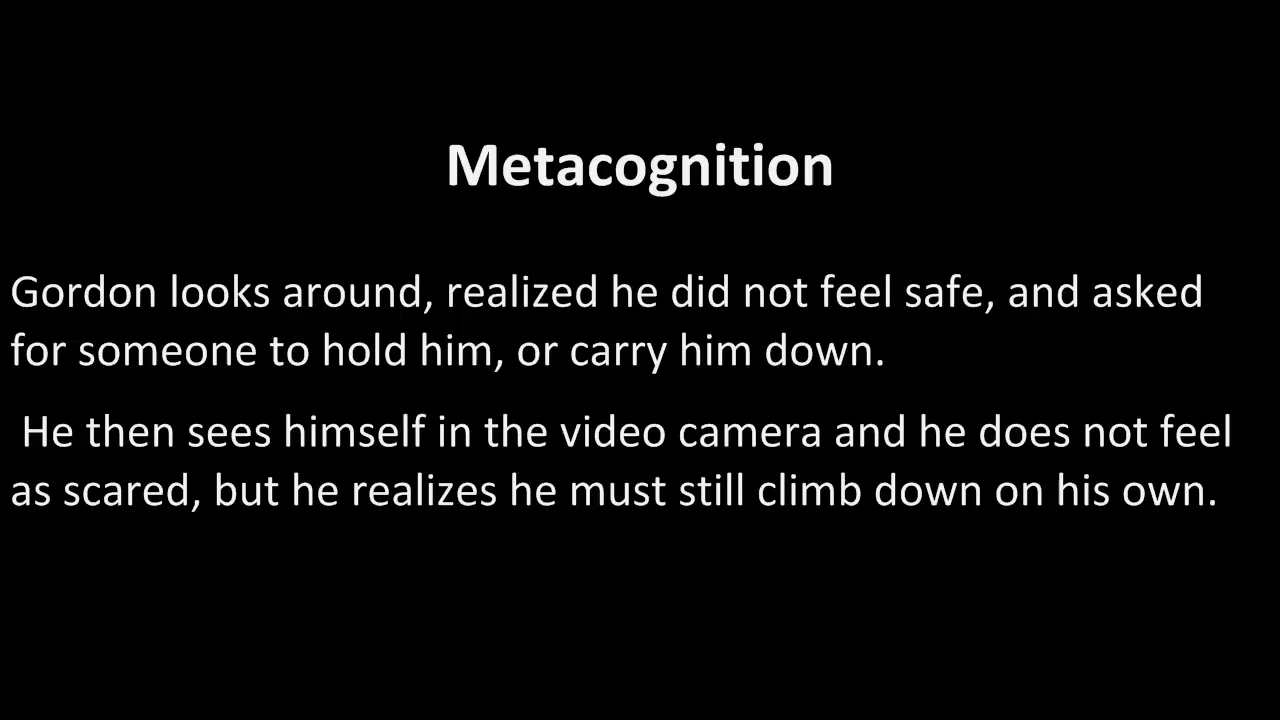 Metacognition
Gordon looks around, realized he did not feel safe, and asked
for someone to hold him, or carry him down.
He then sees himself in the video camera and he does not feel
as scared, but he realizes he must still climb down on his own.